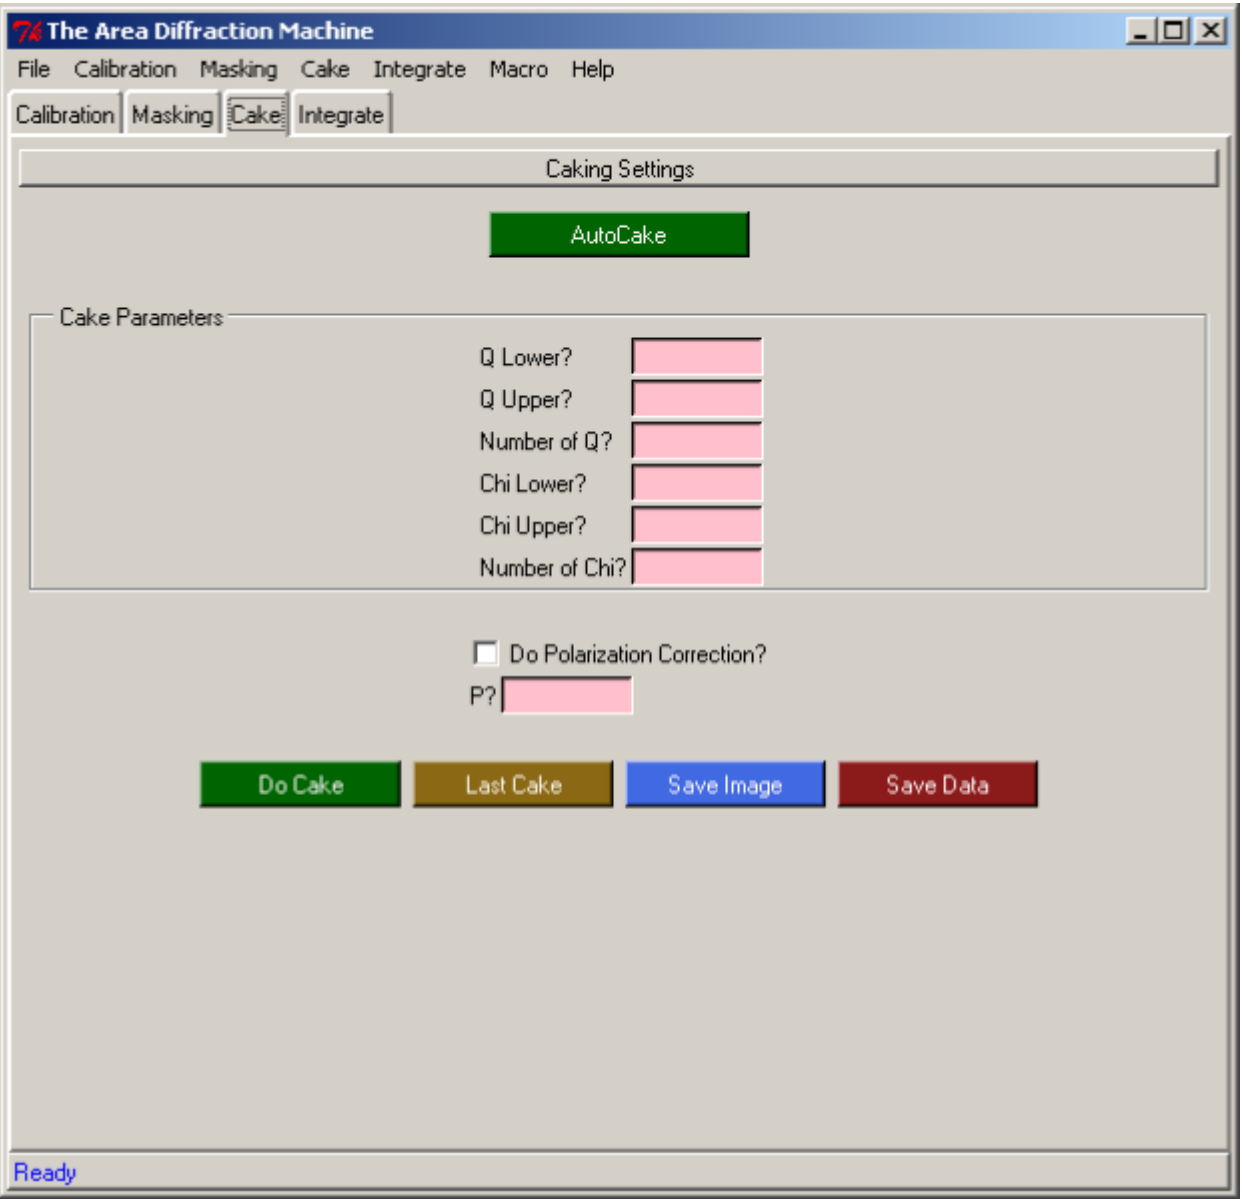 The Area Diffraction Machine
File Calibration Masking Cake Integrate Macro Help
Calibration Masking Cake Integrate
Caking Settings
AutoCake
Cake Parameters
Q Lower?
Q Upper?
Number of Q?
Chi Lower?
Chi Upper?
Number of Chi?
Do Polarization Correction?
P?
Do Cake Last Cake Save Image Save Data
Ready